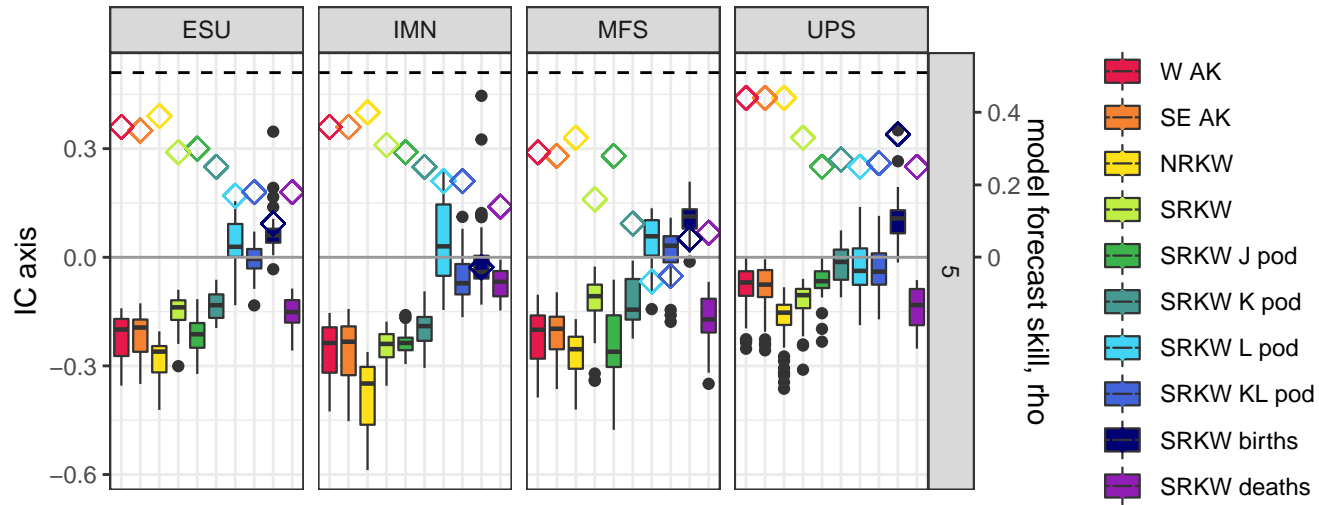 ESU IMN MFS UPS
IC axis
0.3
0.0
−0.3
−0.6
5
0.4
0.2
0
model forecast skill, rho
W AK
SE AK
NRKW
SRKW
SRKW J pod
SRKW K pod
SRKW L pod
SRKW KL pod
SRKW births
SRKW deaths